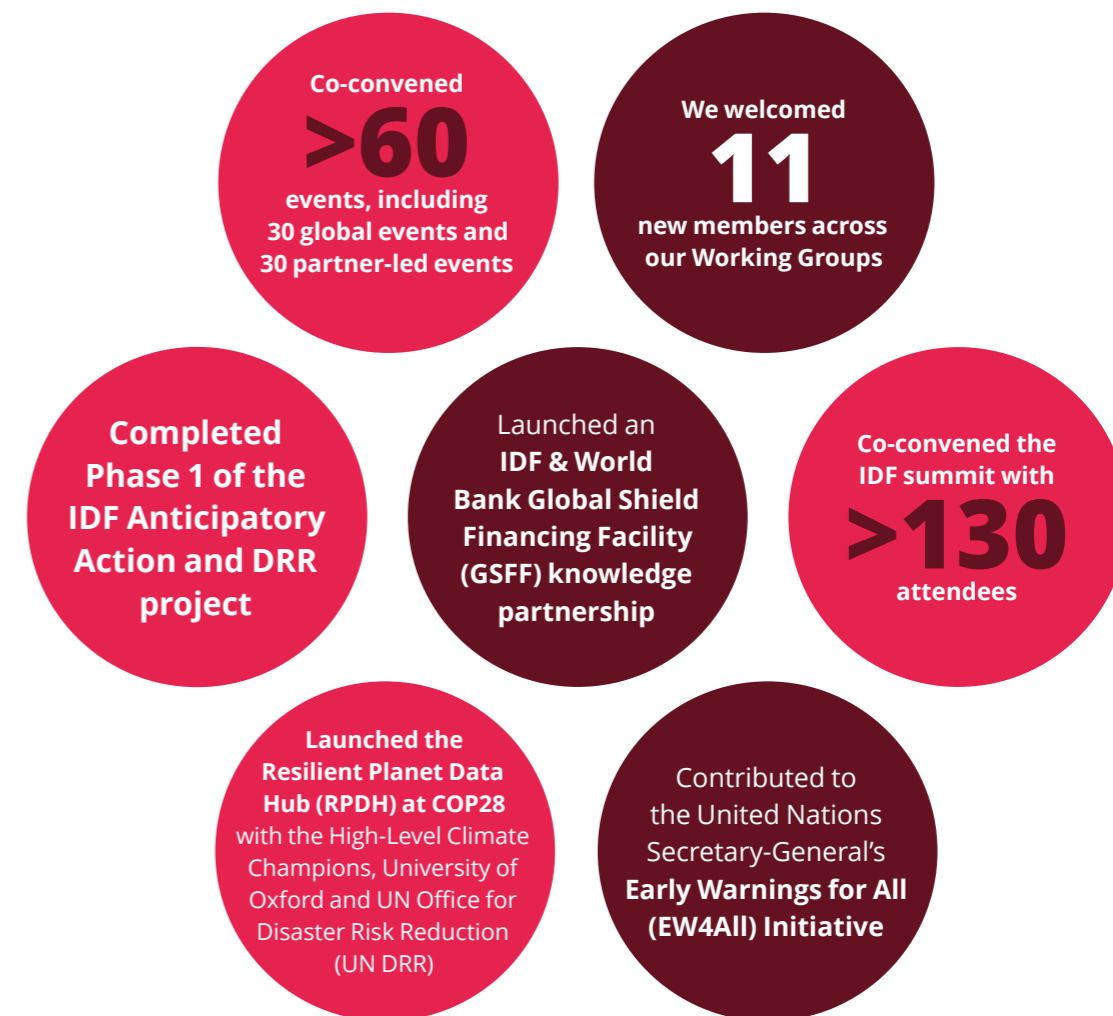 Co-convened
>60
events, including
30 global events and
30 partner-led events
We welcomed
11
new members across
our Working Groups
Completed
Phase 1 of the
IDF Anticipatory
Action and DRR
project
Launched an
IDF & World
Bank Global Shield
Financing Facility
(GSFF) knowledge
partnership
Co-convened the
IDF summit with
>130
attendees
Launched the
Resilient Planet Data
Hub (RPDH) at COP28
with the High-Level Climate
Champions, University of
Oxford and UN Office for
Disaster Risk Reduction
(UN DRR)
Contributed to
the United Nations
Secretary-General’s
Early Warnings for All
(EW4All) Initiative